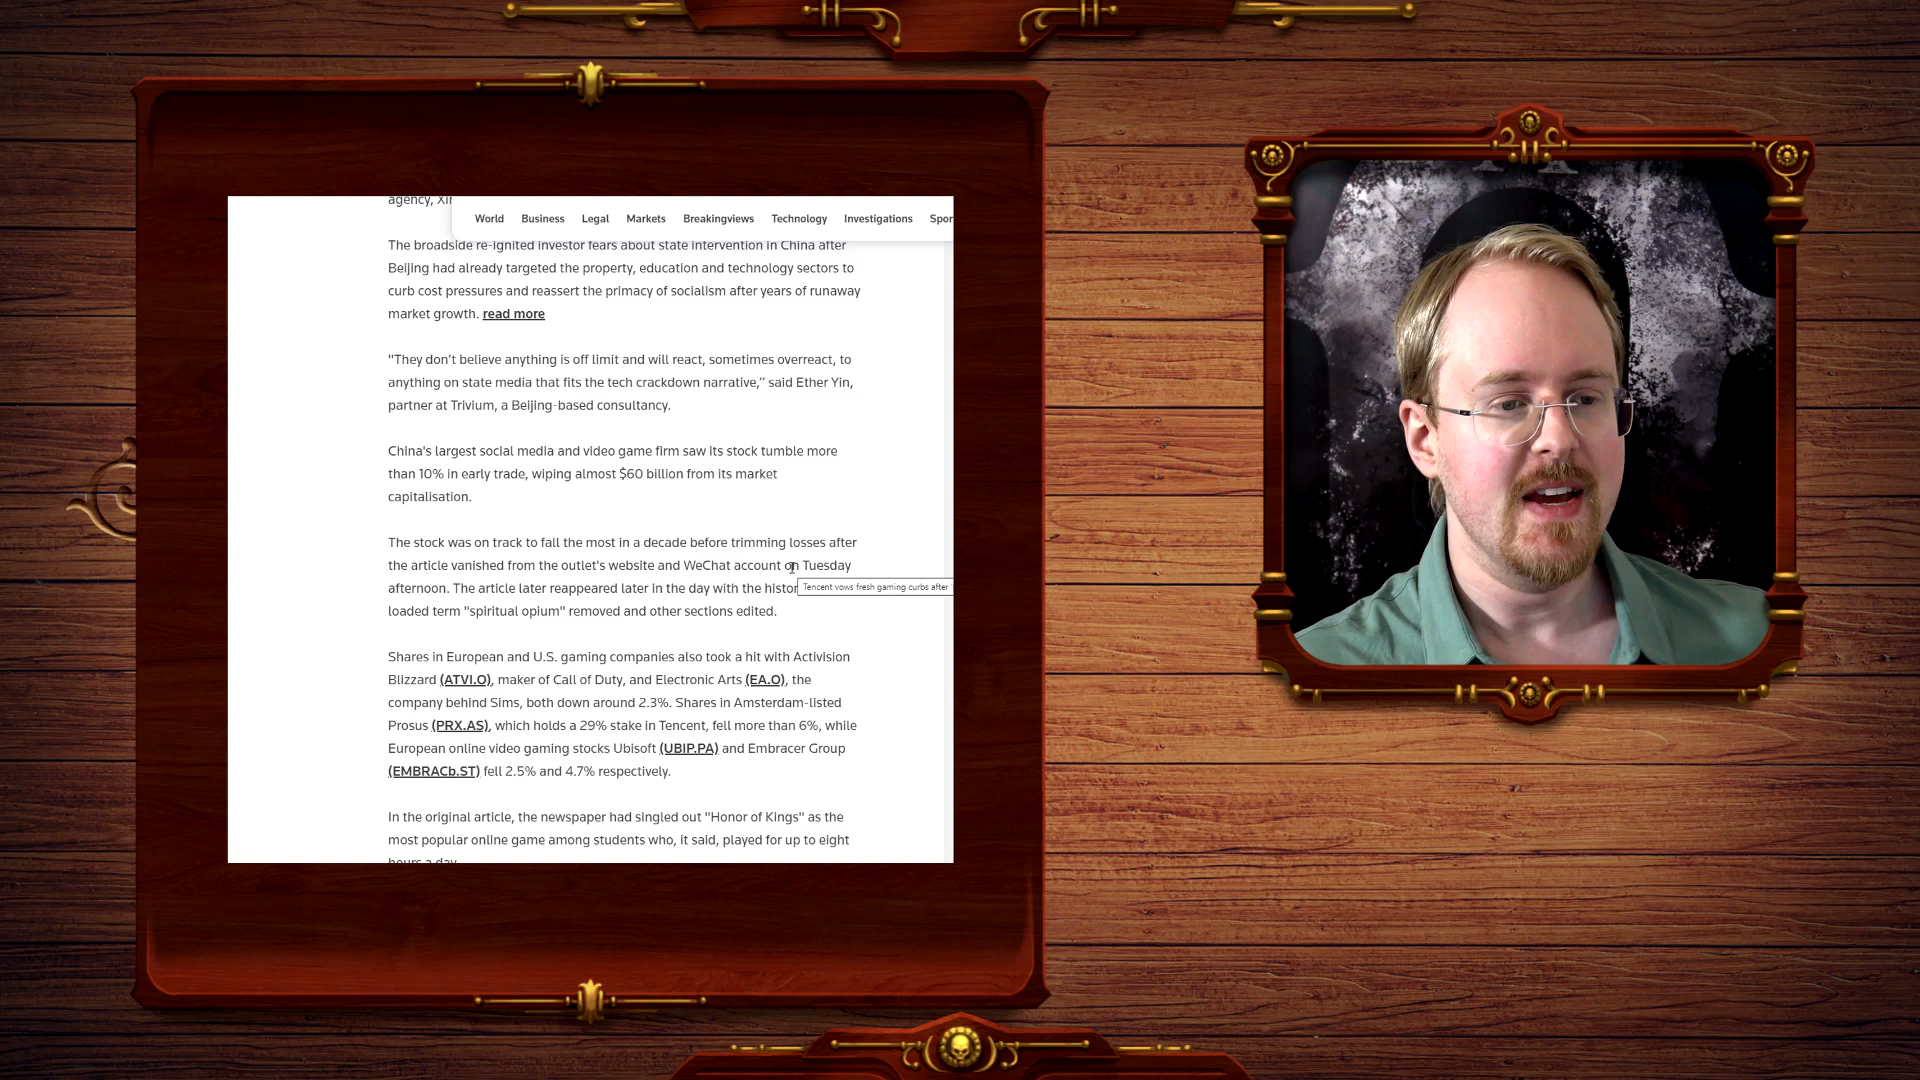 agency, Xin
World Business Legal Markets Breakingviews Technology Investigations Spor
The broadside re-ignited investor fears about state intervention in China after
Beijing had already targeted the property, education and technology sectors to
curb cost pressures and reassert the primacy of socialism after years of runaway
market growth. read more
"They don’t believe anything is off limit and will react, sometimes overreact, to
anything on state media that fits the tech crackdown narrative,” said Ether Yin,
partner at Trivium, a Beijing-based consultancy.
China's largest social media and video game firm saw its stock tumble more
than 10% in early trade, wiping almost $60 billion from its market
capitalisation.
The stock was on track to fall the most in a decade before trimming losses after
the article vanished from the outlet's website and WeChat account on Tuesday
afternoon. The article later reappeared later in the day with the histor
Tencent vows fresh gaming curbs after '
loaded term "spiritual opium" removed and other sections edited.
Shares in European and U.S. gaming companies also took a hit with Activision
Blizzard (ATVI.O), maker of Call of Duty, and Electronic Arts (EA.O), the
company behind Sims, both down around 2.3%. Shares in Amsterdam-listed
Prosus (PRX.AS), which holds a 29% stake in Tencent, fell more than 6%, while
European online video gaming stocks Ubisoft (UBIP.PA) and Embracer Group
(EMBRACb.ST) fell 2.5% and 4.7% respectively.
In the original article, the newspaper had singled out "Honor of Kings" as the
most popular online game among students who, it said, played for up to eight
hours a day.